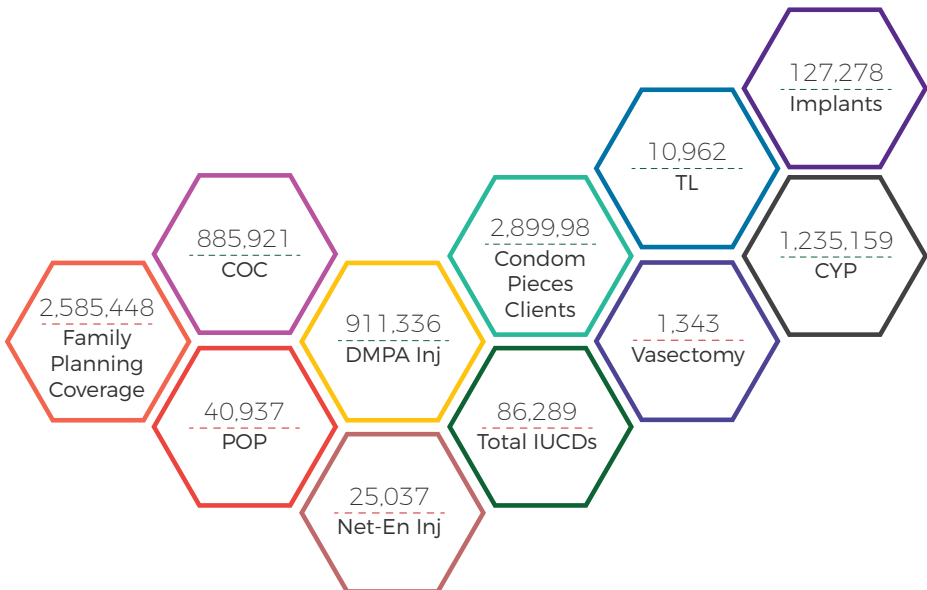 2,585,448
Family
Planning
Coverage
885,921
COC
40,937
POP
911,336
DMPA Inj
25,037
Net-En Inj
2,899,98
Condom
Pieces
Clients
86,289
Total IUCDs
10,962
TL
1,343
Vasectomy
127,278
Implants
1,235,159
CYP